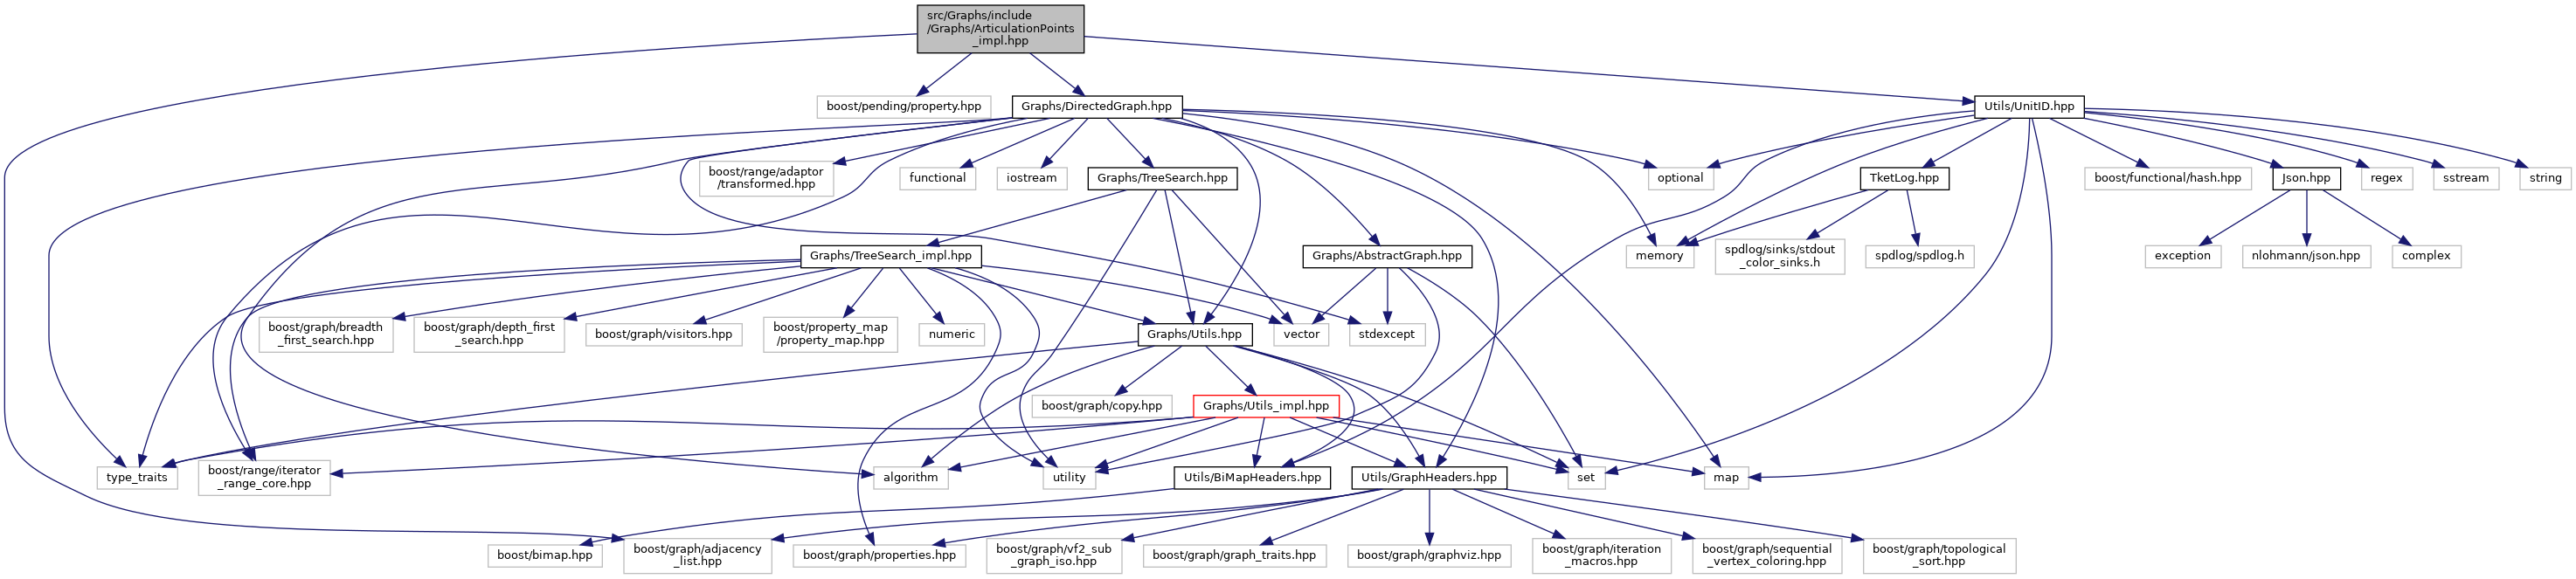 src/Graphs/include
/Graphs/ArticulationPoints
_impl.hpp
boost/pending/property.hpp
Graphs/DirectedGraph.hpp
Utils/UnitID.hpp
boost/range/adaptor
/transformed.hpp
functional
iostream
Graphs/TreeSearch.hpp
optional
TketLog.hpp
boost/functional/hash.hpp
Json.hpp
regex
sstream
string
Graphs/TreeSearch_impl.hpp
Graphs/AbstractGraph.hpp
memory
spdlog/sinks/stdout
_color_sinks.h
spdlog/spdlog.h
exception
nlohmann/json.hpp
complex
boost/graph/breadth
_first_search.hpp
boost/graph/depth_first
_search.hpp
boost/graph/visitors.hpp
boost/property_map
/property_map.hpp
numeric
Graphs/Utils.hpp
vector
stdexcept
boost/graph/copy.hpp
Graphs/Utils_impl.hpp
type_traits
boost/range/iterator
_range_core.hpp
algorithm
utility
Utils/BiMapHeaders.hpp
Utils/GraphHeaders.hpp
set
map
boost/bimap.hpp
boost/graph/adjacency
_list.hpp
boost/graph/properties.hpp
boost/graph/vf2_sub
_graph_iso.hpp
boost/graph/graph_traits.hpp
boost/graph/graphviz.hpp
boost/graph/iteration
_macros.hpp
boost/graph/sequential
_vertex_coloring.hpp
boost/graph/topological
_sort.hpp